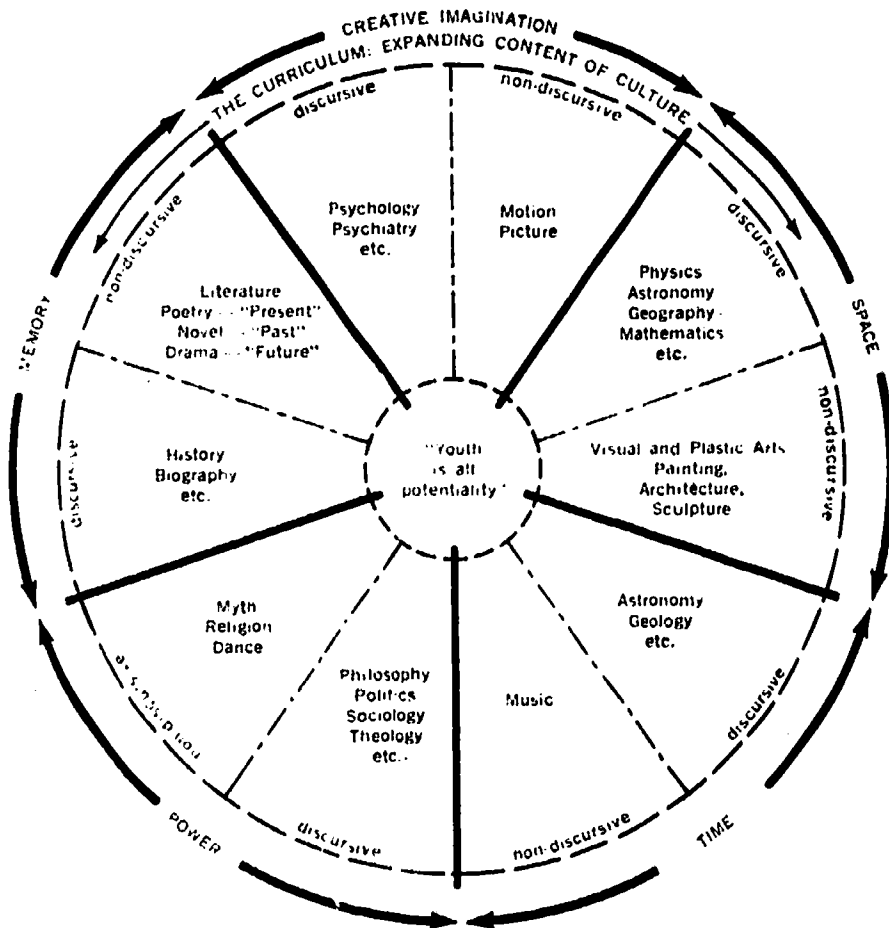 CREATIVE IMAGINATION
THE CURRICULUM: EXPANDING CONTENT OF CULTURE
discursive
non-discursive
Psychology
Psychiatry
etc.
Motion
Picture
non-discursive
discursive
Literature
Poetry -- "Present"
Novel -- "Past"
Drama -- "Future"
Physics
Astronomy
Geography
Mathematics
etc.
MEMORY
SPACE
discursive
History
Biography
etc.
"Youth
is all
potentiality"
Visual and Plastic Arts
Painting,
Architecture,
Sculpture
non-discursive
Myth
Religion
Dance
Astronomy
Geology
etc.
Philosophy
Politics
Sociology
Theology
etc.
Music
discursive
discursive
non-discursive
POWER
TIME